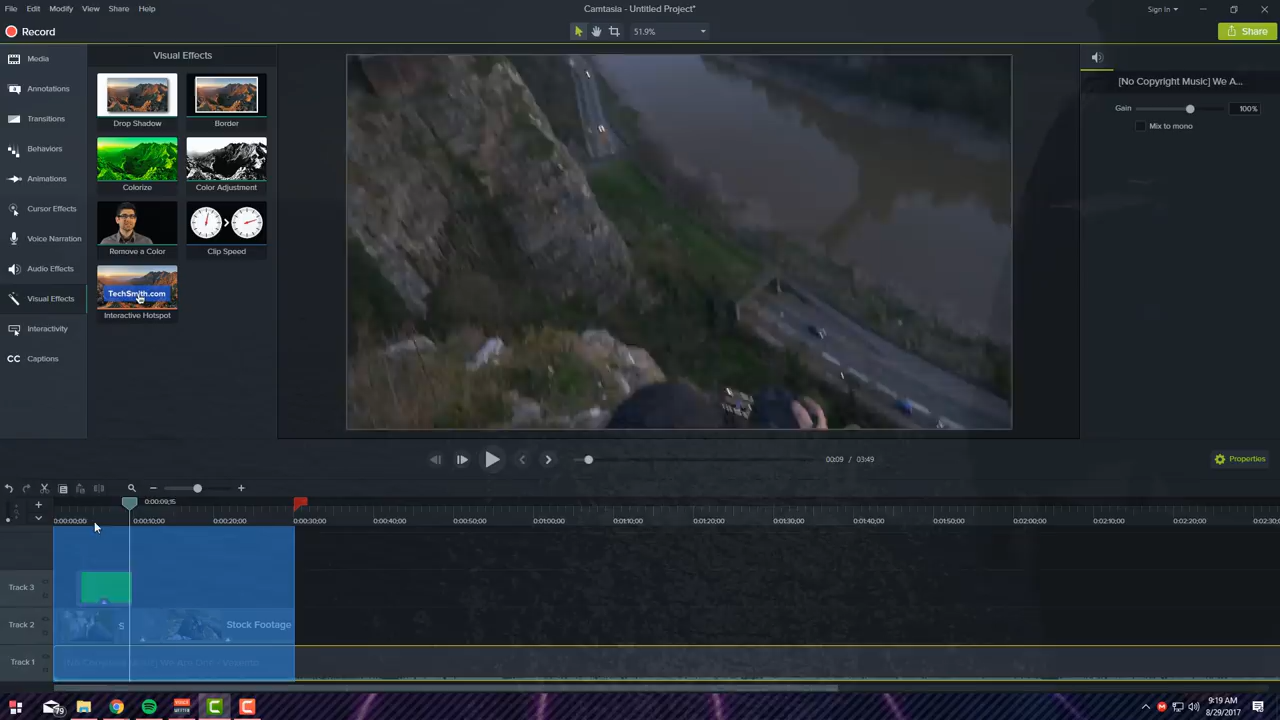 File Edit Modify View Share Help
Camtasia - Untitled Project*
Sign In
Record
51.9%
Share
Media
Annotations
Transitions
Behaviors
Animations
Cursor Effects
Voice Narration
Audio Effects
Visual Effects
Interactivity
CC Captions
Visual Effects
Drop Shadow Border
Colorize Color Adjustment
Remove a Color Clip Speed
TechSmith.com
Interactive Hotspot
[No Copyright Music] We A...
Gain 100%
Mix to mono
00:09 / 03:49
Properties
0:00:09;15
0:00:00;00 0:00:10;00 0:00:20;00 0:00:30;00 0:00:40;00 0:00:50;00 0:01:00;00 0:01:10;00 0:01:20;00 0:01:30;00 0:01:40;00 0:01:50;00 0:02:00;00 0:02:10;00 0:02:20;00 0:02:30;00
Track 3
Track 2 S Stock Footage
Track 1
79
9:19 AM
8/29/2017